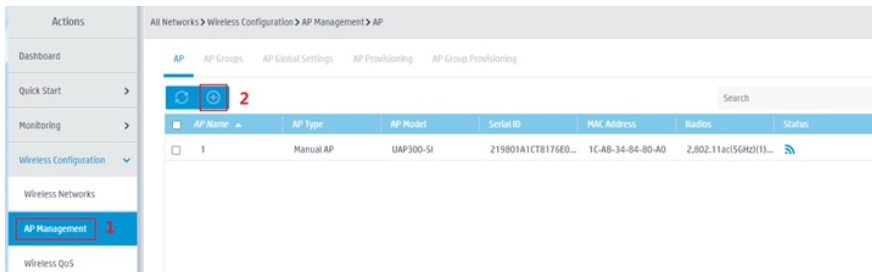 Actions
All Networks > Wireless Configuration > AP Management > AP
Dashboard
AP AP Groups AP Global Settings AP Provisioning AP Group Provisioning
Quick Start
2
Search
Monitoring
AP Name AP Type AP Model Serial ID MAC Address Radios Status
Wireless Configuration
1 Manual AP UAP300-SI 219801A1CT8176E0... 1C-AB-34-84-80-A0 2,802.11ac(5GHz)(1)...
Wireless Networks
AP Management 1
Wireless QoS